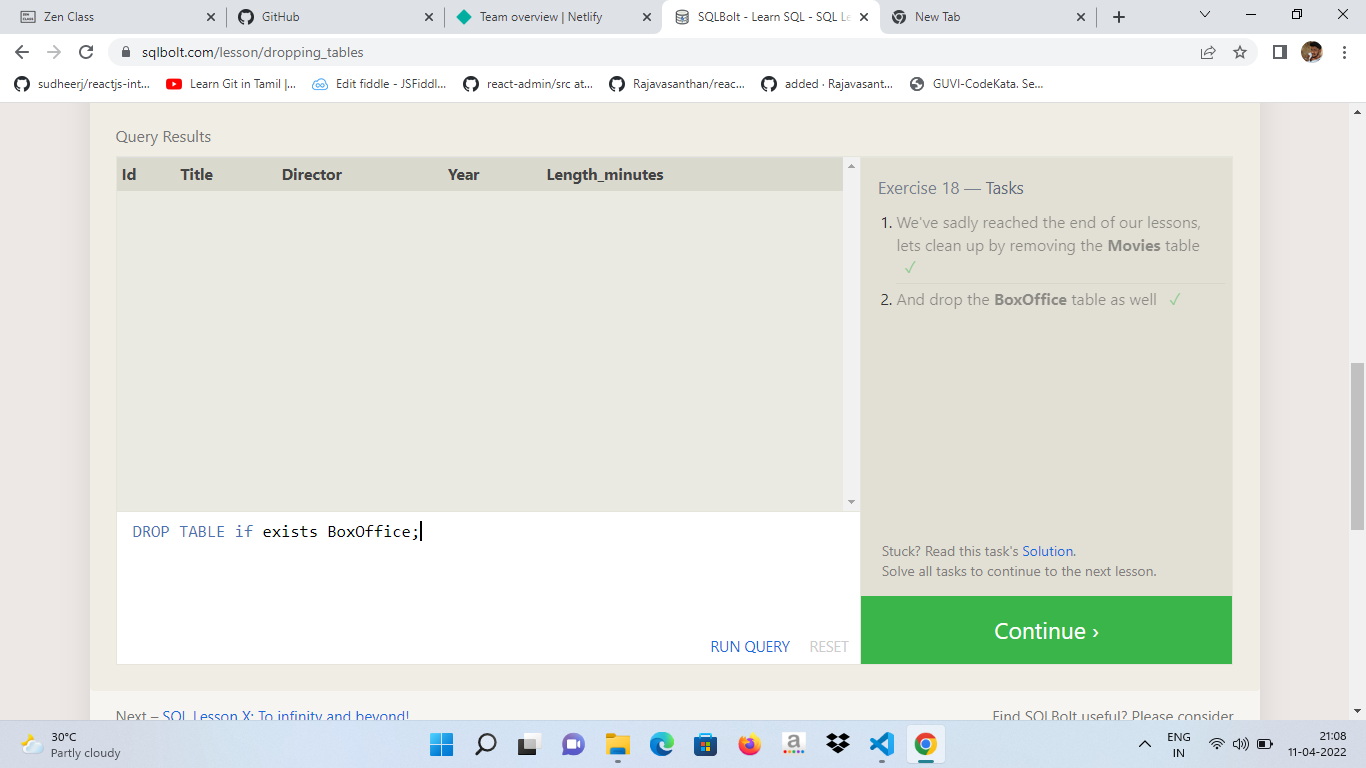 Zen Class
GitHub
Team overview | Netlify
SQLBolt - Learn SQL - SQL Le
New Tab
sqlbolt.com/lesson/dropping_tables
sudheerj/reactjs-int...
Learn Git in Tamil |...
Edit fiddle - JSFiddl...
react-admin/src at...
Rajavasanthan/reac...
added · Rajavasant...
GUVI-CodeKata. Se...
Query Results
Id Title Director Year Length_minutes
Exercise 18 — Tasks
1. We've sadly reached the end of our lessons,
lets clean up by removing the Movies table
✓
2. And drop the BoxOffice table as well ✓
DROP TABLE if exists BoxOffice;
Stuck? Read this task's Solution.
Solve all tasks to continue to the next lesson.
RUN QUERY RESET
Continue ›
Next – SQL Lesson X: To infinity and beyond!
Find SQLBolt useful? Please consider
30°C
Partly cloudy
ENG
IN
21:08
11-04-2022